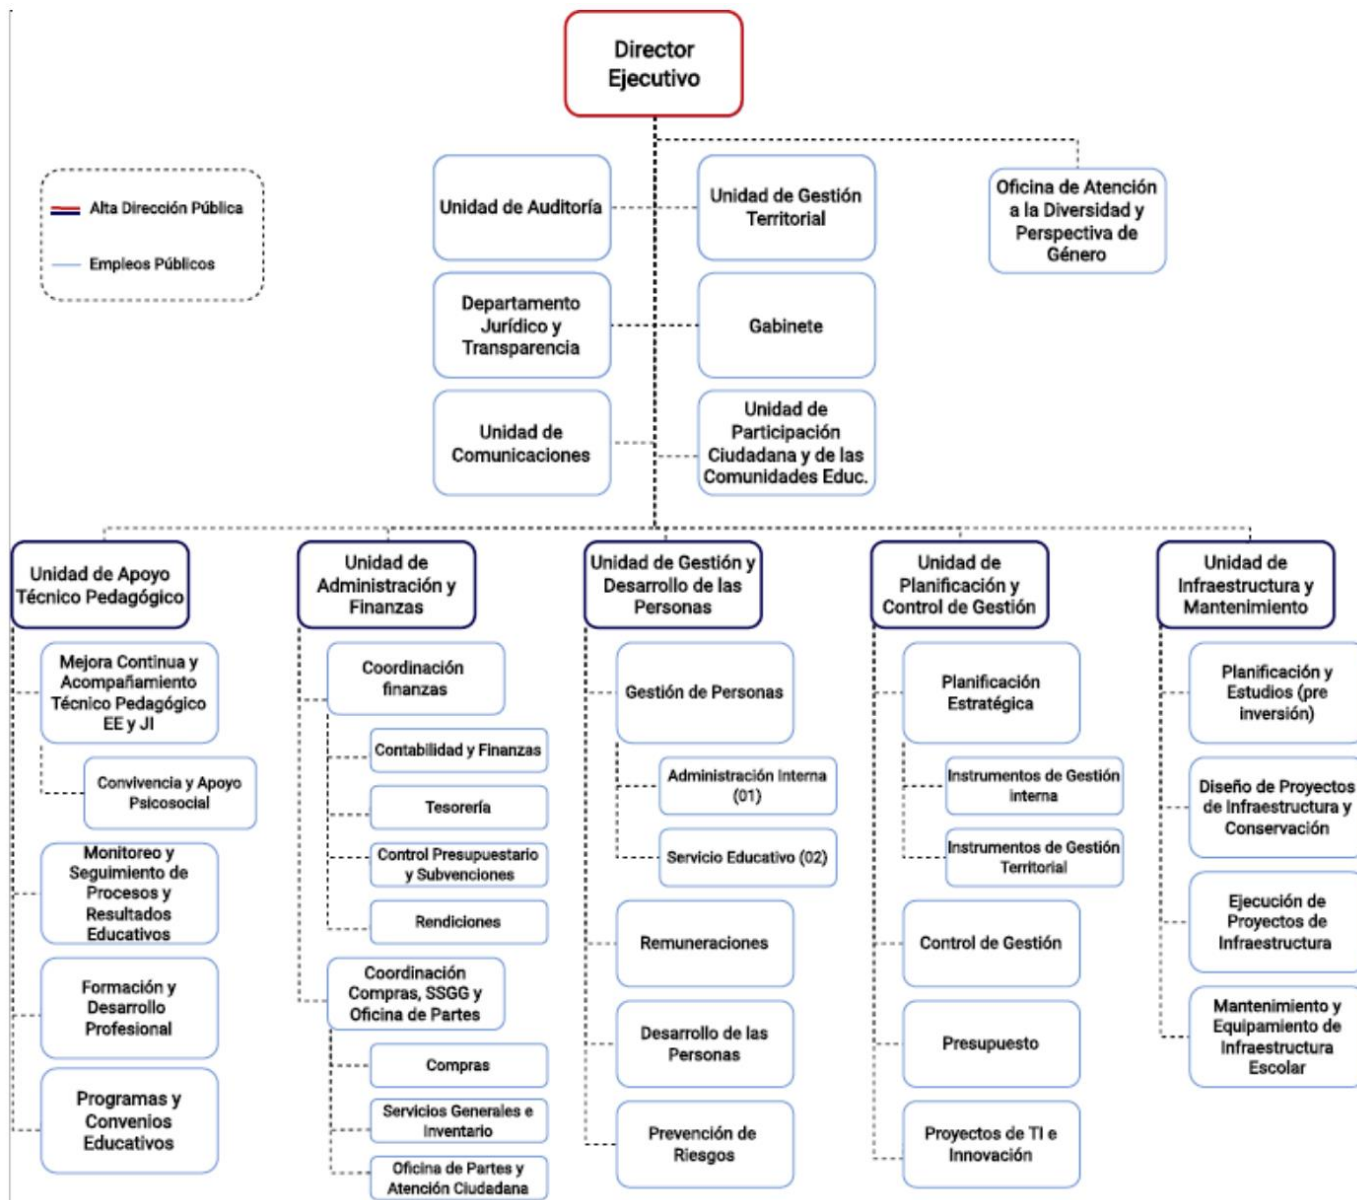 Director
Ejecutivo
Alta Dirección Pública
Empleos Públicos
Unidad de Auditoría
Unidad de Gestión
Territorial
Oficina de Atención
a la Diversidad y
Perspectiva de
Género
Departamento
Jurídico y
Transparencia
Gabinete
Unidad de
Comunicaciones
Unidad de
Participación
Ciudadana y de las
Comunidades Educ.
Unidad de Apoyo
Técnico Pedagógico
Mejora Continua y
Acompañamiento
Técnico Pedagógico
EE y JI
Convivencia y Apoyo
Psicosocial
Monitoreo y
Seguimiento de
Procesos y
Resultados
Educativos
Formación y
Desarrollo
Profesional
Programas y
Convenios
Educativos
Unidad de
Administración y
Finanzas
Coordinación
finanzas
Contabilidad y Finanzas
Tesorería
Control Presupuestario
y Subvenciones
Rendiciones
Coordinación
Compras, SSGG y
Oficina de Partes
Compras
Servicios Generales e
Inventario
Oficina de Partes y
Atención Ciudadana
Unidad de Gestión y
Desarrollo de las
Personas
Gestión de Personas
Administración Interna
(01)
Servicio Educativo (02)
Remuneraciones
Desarrollo de las
Personas
Prevención de
Riesgos
Unidad de
Planificación y
Control de Gestión
Planificación
Estratégica
Instrumentos de Gestión
interna
Instrumentos de Gestión
Territorial
Control de Gestión
Presupuesto
Proyectos de TI e
Innovación
Unidad de
Infraestructura y
Mantenimiento
Planificación y
Estudios (pre
inversión)
Diseño de Proyectos
de Infraestructura y
Conservación
Ejecución de
Proyectos de
Infraestructura
Mantenimiento y
Equipamiento de
Infraestructura
Escolar